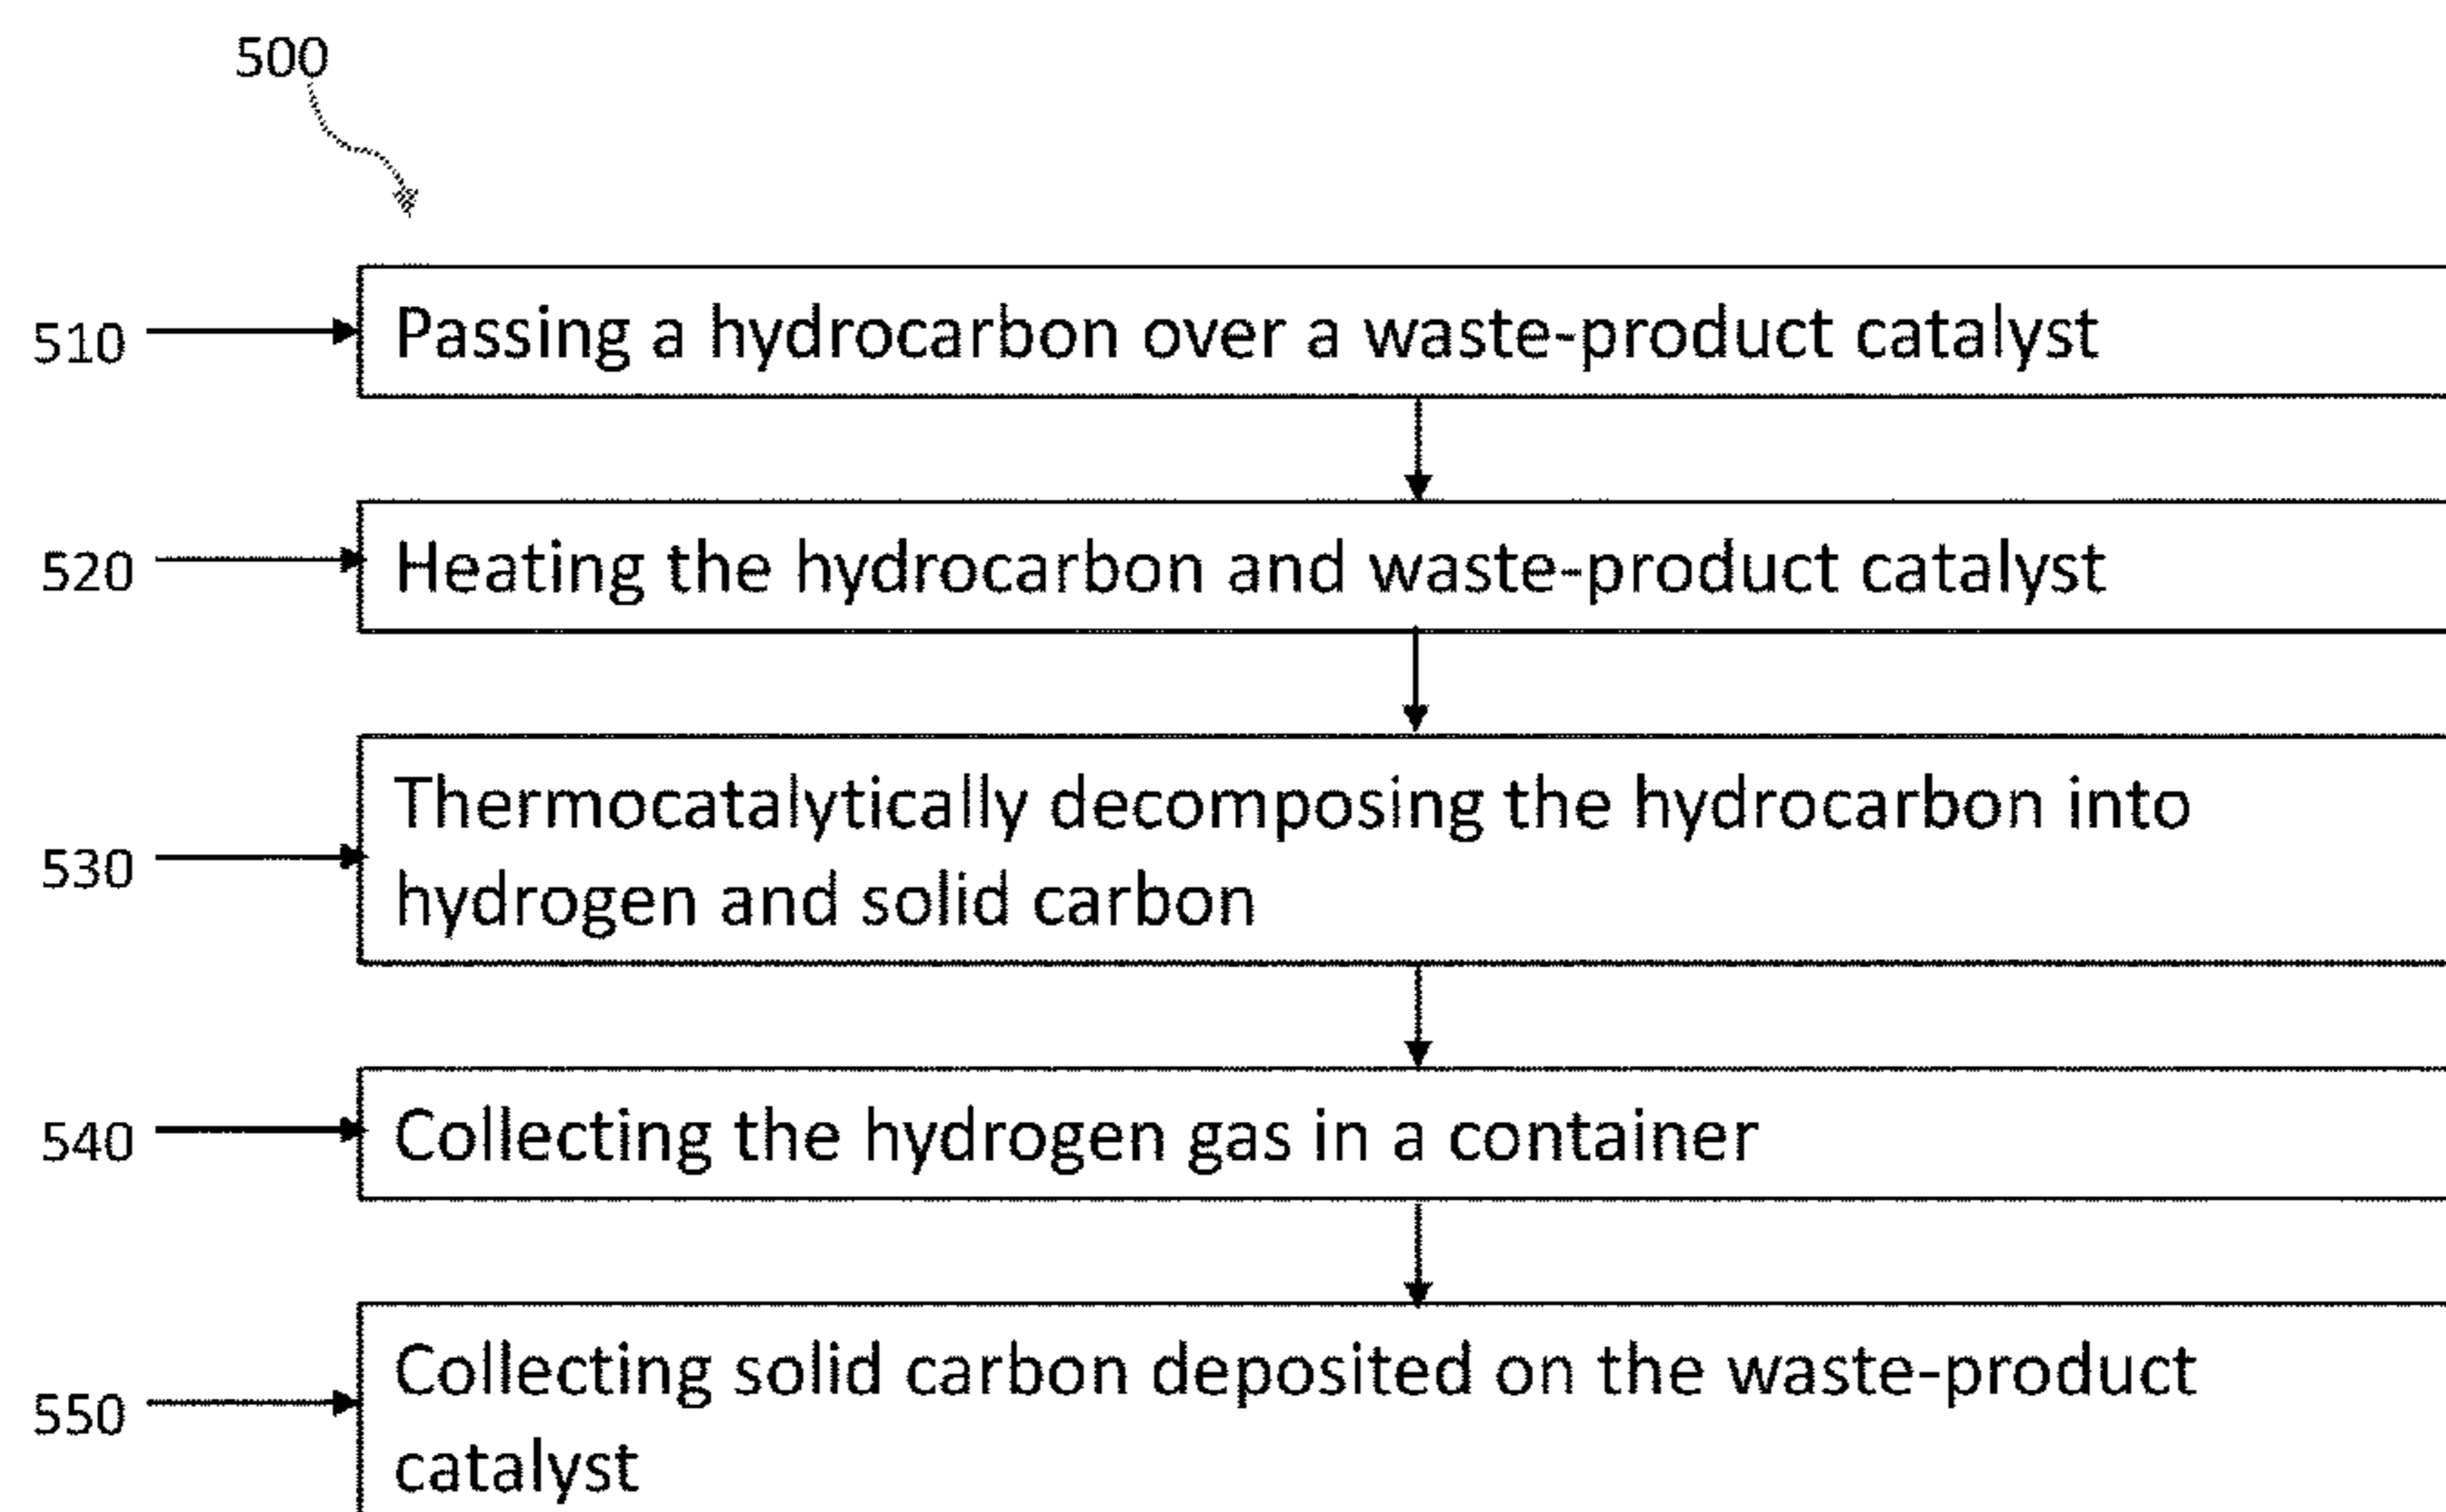 500
510 Passing a hydrocarbon over a waste-product catalyst
520 Heating the hydrocarbon and waste-product catalyst
530 Thermocatalytically decomposing the hydrocarbon into
hydrogen and solid carbon
540 Collecting the hydrogen gas in a container
550 Collecting solid carbon deposited on the waste-product
catalyst